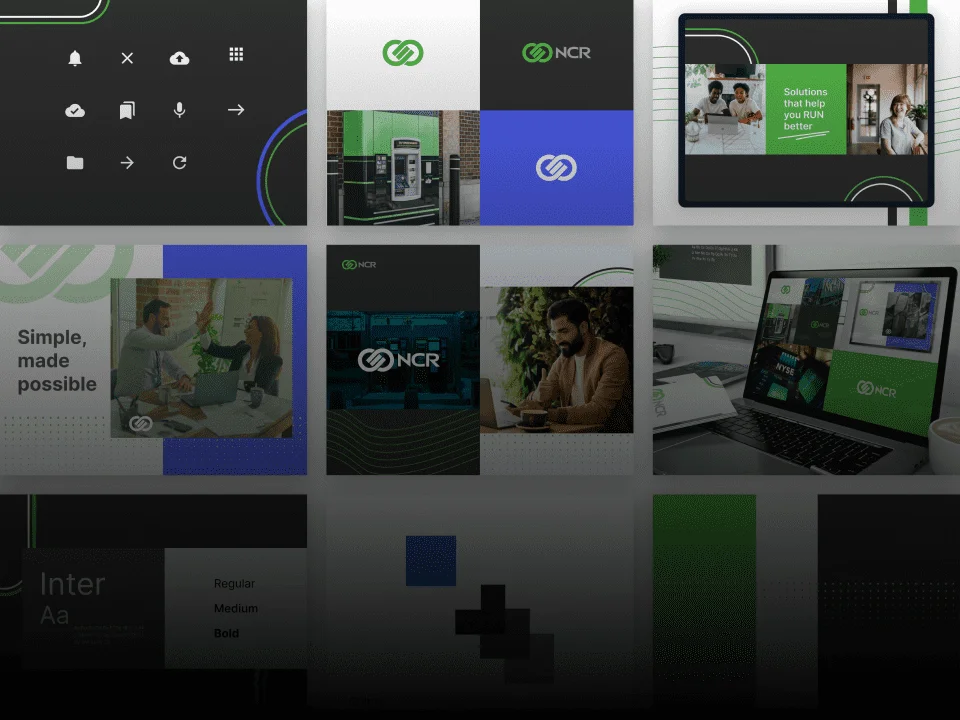 NCR
Solutions
that help
you RUN
better
Simple,
made
possible
NCR
NCR
NCR
NYSE
NCR
Inter
Aa
Regular
Medium
Bold